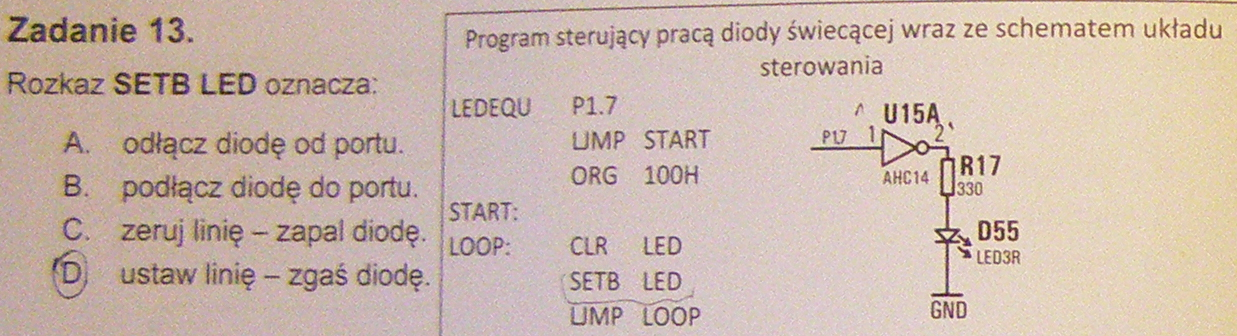 Zadanie 13.
Rozkaz SETB LED oznacza:
A. odłącz diodę od portu.
B. podłącz diodę do portu.
C. zeruj linię – zapal diodę.
D ustaw linię – zgaś diodę.
Program sterujący pracą diody świecącej wraz ze schematem układu
sterowania
LEDEQU P1.7
LJMP START
ORG 100H
START:
LOOP: CLR LED
SETB LED
LJMP LOOP
U15A
P1.7 1 2
AHC14
R17
330
D55
LED3R
GND